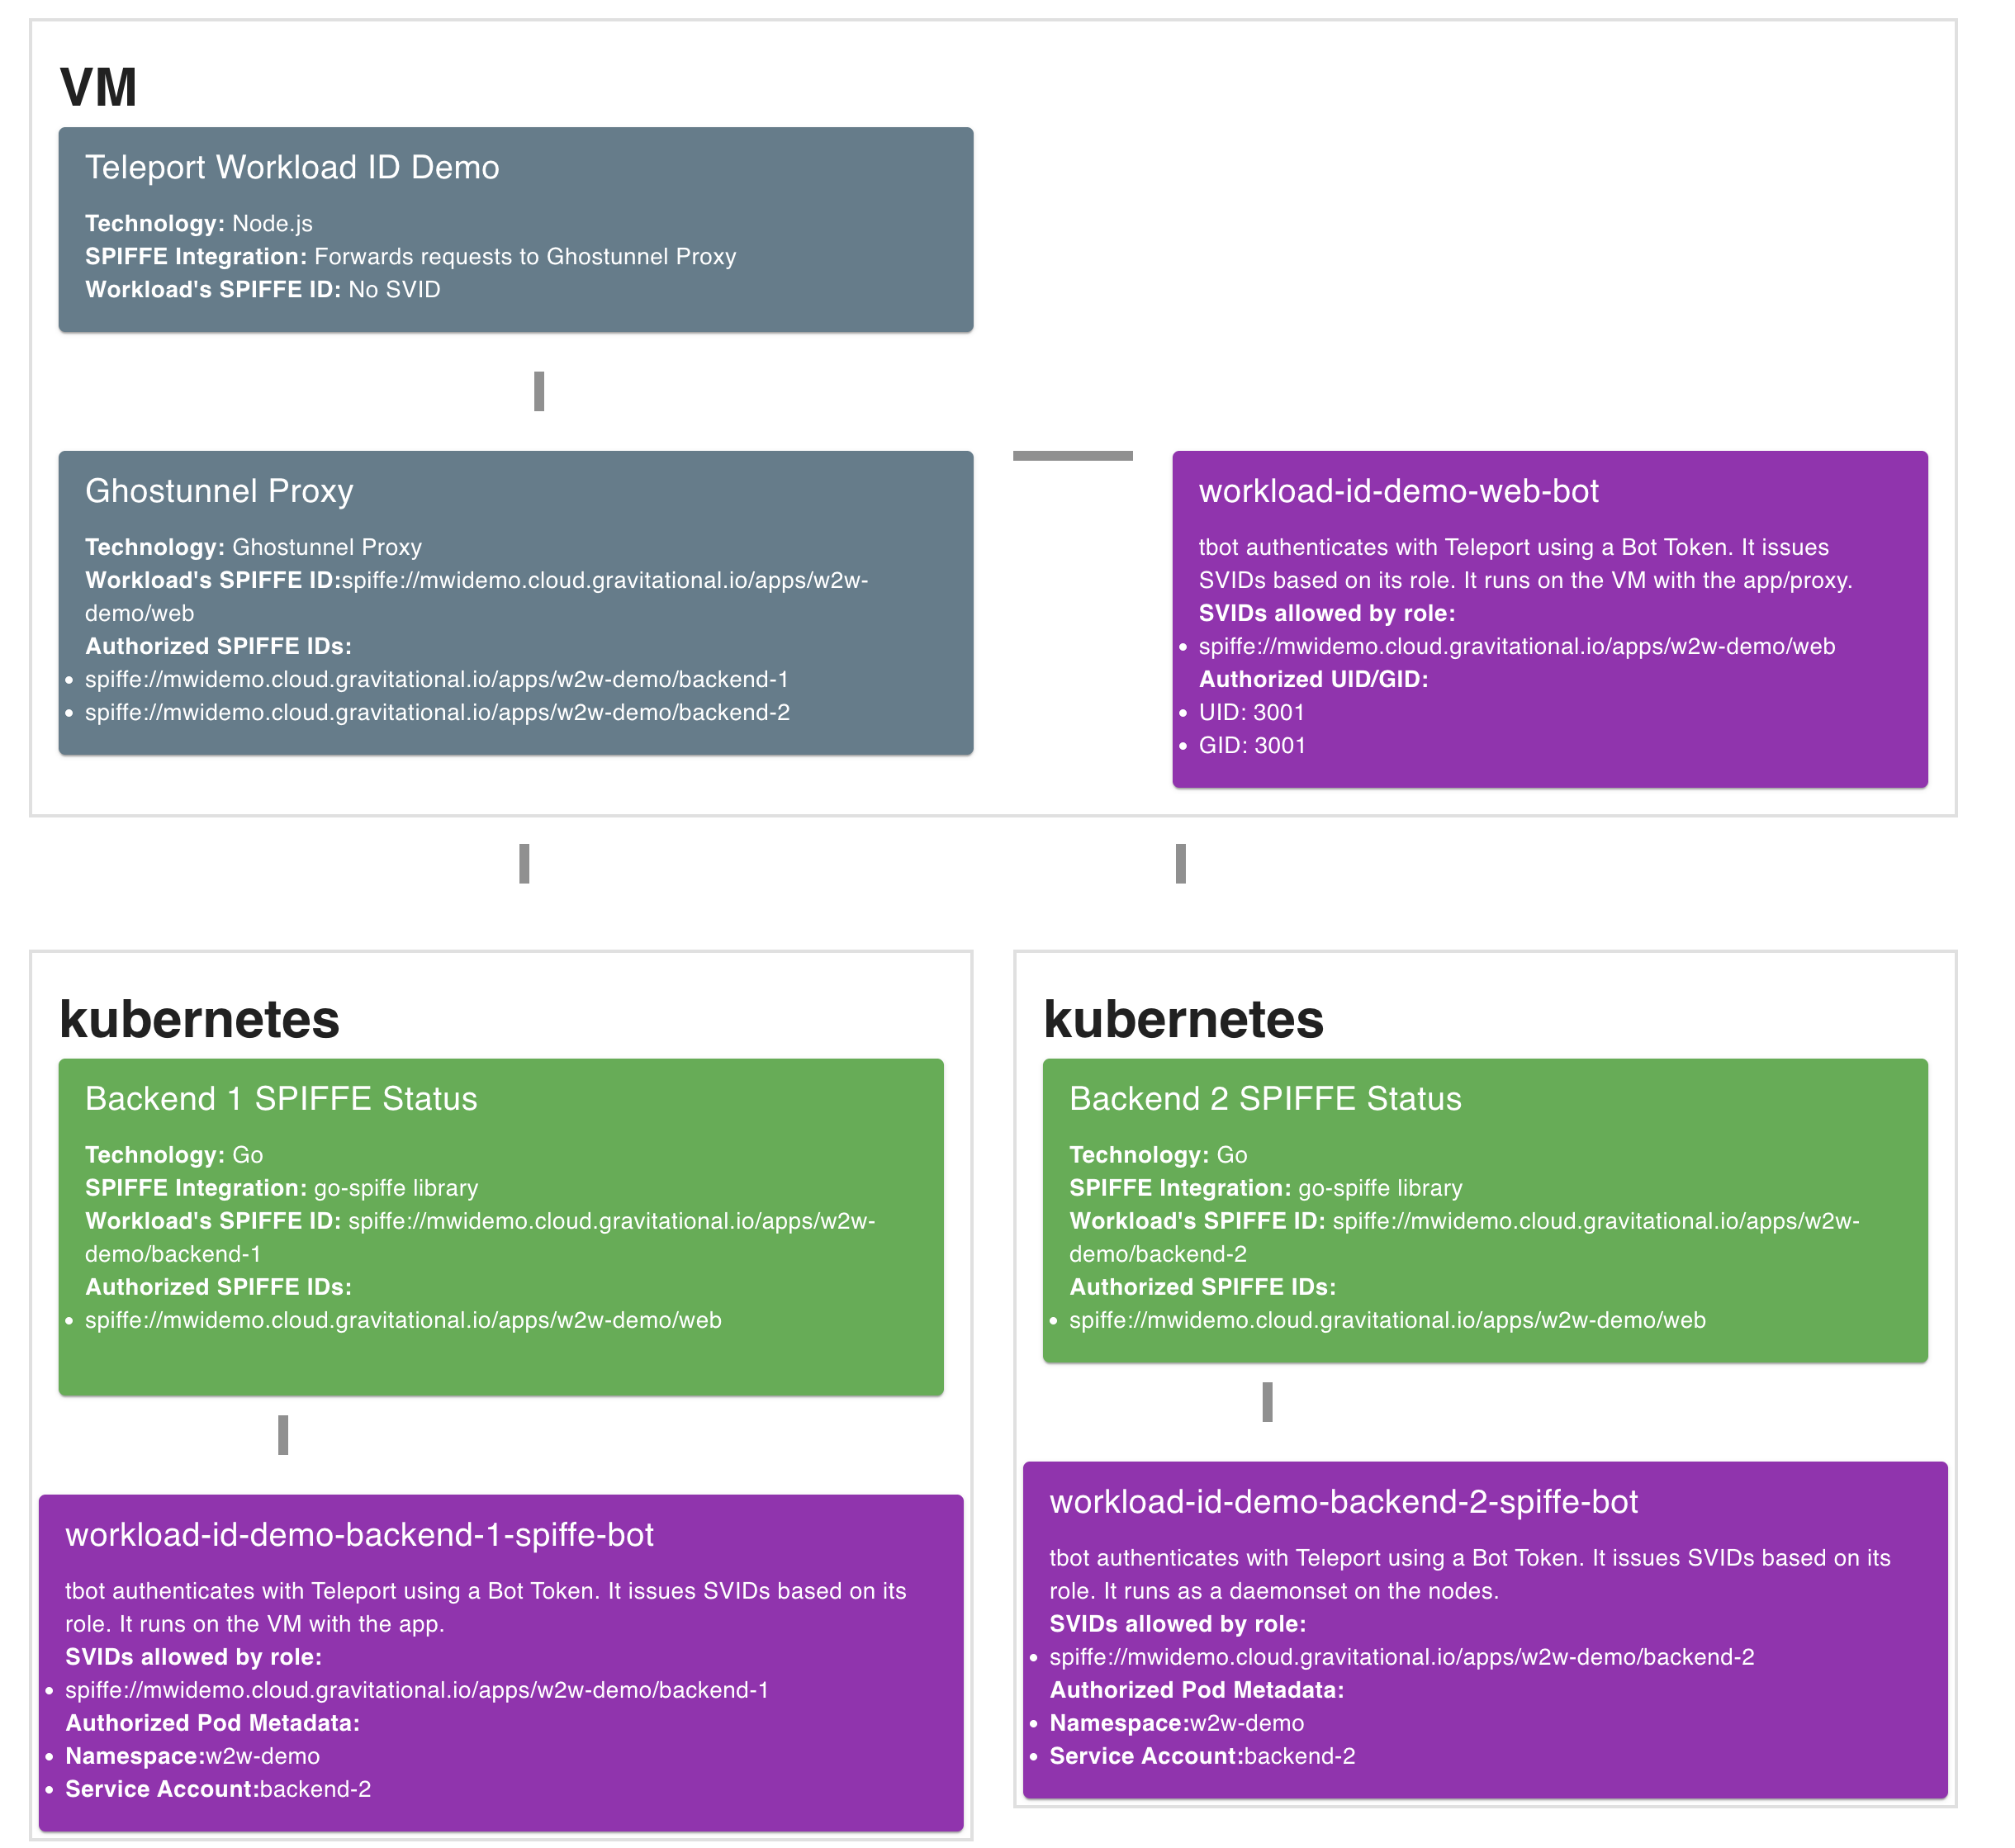 VM
Teleport Workload ID Demo
Technology: Node.js
SPIFFE Integration: Forwards requests to Ghostunnel Proxy
Workload's SPIFFE ID: No SVID
Ghostunnel Proxy
Technology: Ghostunnel Proxy
Workload's SPIFFE ID:spiffe://mwidemo.cloud.gravitational.io/apps/w2w-
demo/web
Authorized SPIFFE IDs:
• spiffe://mwidemo.cloud.gravitational.io/apps/w2w-demo/backend-1
• spiffe://mwidemo.cloud.gravitational.io/apps/w2w-demo/backend-2
workload-id-demo-web-bot
tbot authenticates with Teleport using a Bot Token. It issues
SVIDs based on its role. It runs on the VM with the app/proxy.
SVIDs allowed by role:
• spiffe://mwidemo.cloud.gravitational.io/apps/w2w-demo/web
Authorized UID/GID:
• UID: 3001
• GID: 3001
kubernetes
Backend 1 SPIFFE Status
Technology: Go
SPIFFE Integration: go-spiffe library
Workload's SPIFFE ID: spiffe://mwidemo.cloud.gravitational.io/apps/w2w-
demo/backend-1
Authorized SPIFFE IDs:
• spiffe://mwidemo.cloud.gravitational.io/apps/w2w-demo/web
workload-id-demo-backend-1-spiffe-bot
tbot authenticates with Teleport using a Bot Token. It issues SVIDs based on its
role. It runs on the VM with the app.
SVIDs allowed by role:
• spiffe://mwidemo.cloud.gravitational.io/apps/w2w-demo/backend-1
Authorized Pod Metadata:
• Namespace:w2w-demo
• Service Account:backend-2
kubernetes
Backend 2 SPIFFE Status
Technology: Go
SPIFFE Integration: go-spiffe library
Workload's SPIFFE ID: spiffe://mwidemo.cloud.gravitational.io/apps/w2w-
demo/backend-2
Authorized SPIFFE IDs:
• spiffe://mwidemo.cloud.gravitational.io/apps/w2w-demo/web
workload-id-demo-backend-2-spiffe-bot
tbot authenticates with Teleport using a Bot Token. It issues SVIDs based on its
role. It runs as a daemonset on the nodes.
SVIDs allowed by role:
• spiffe://mwidemo.cloud.gravitational.io/apps/w2w-demo/backend-2
Authorized Pod Metadata:
• Namespace:w2w-demo
• Service Account:backend-2